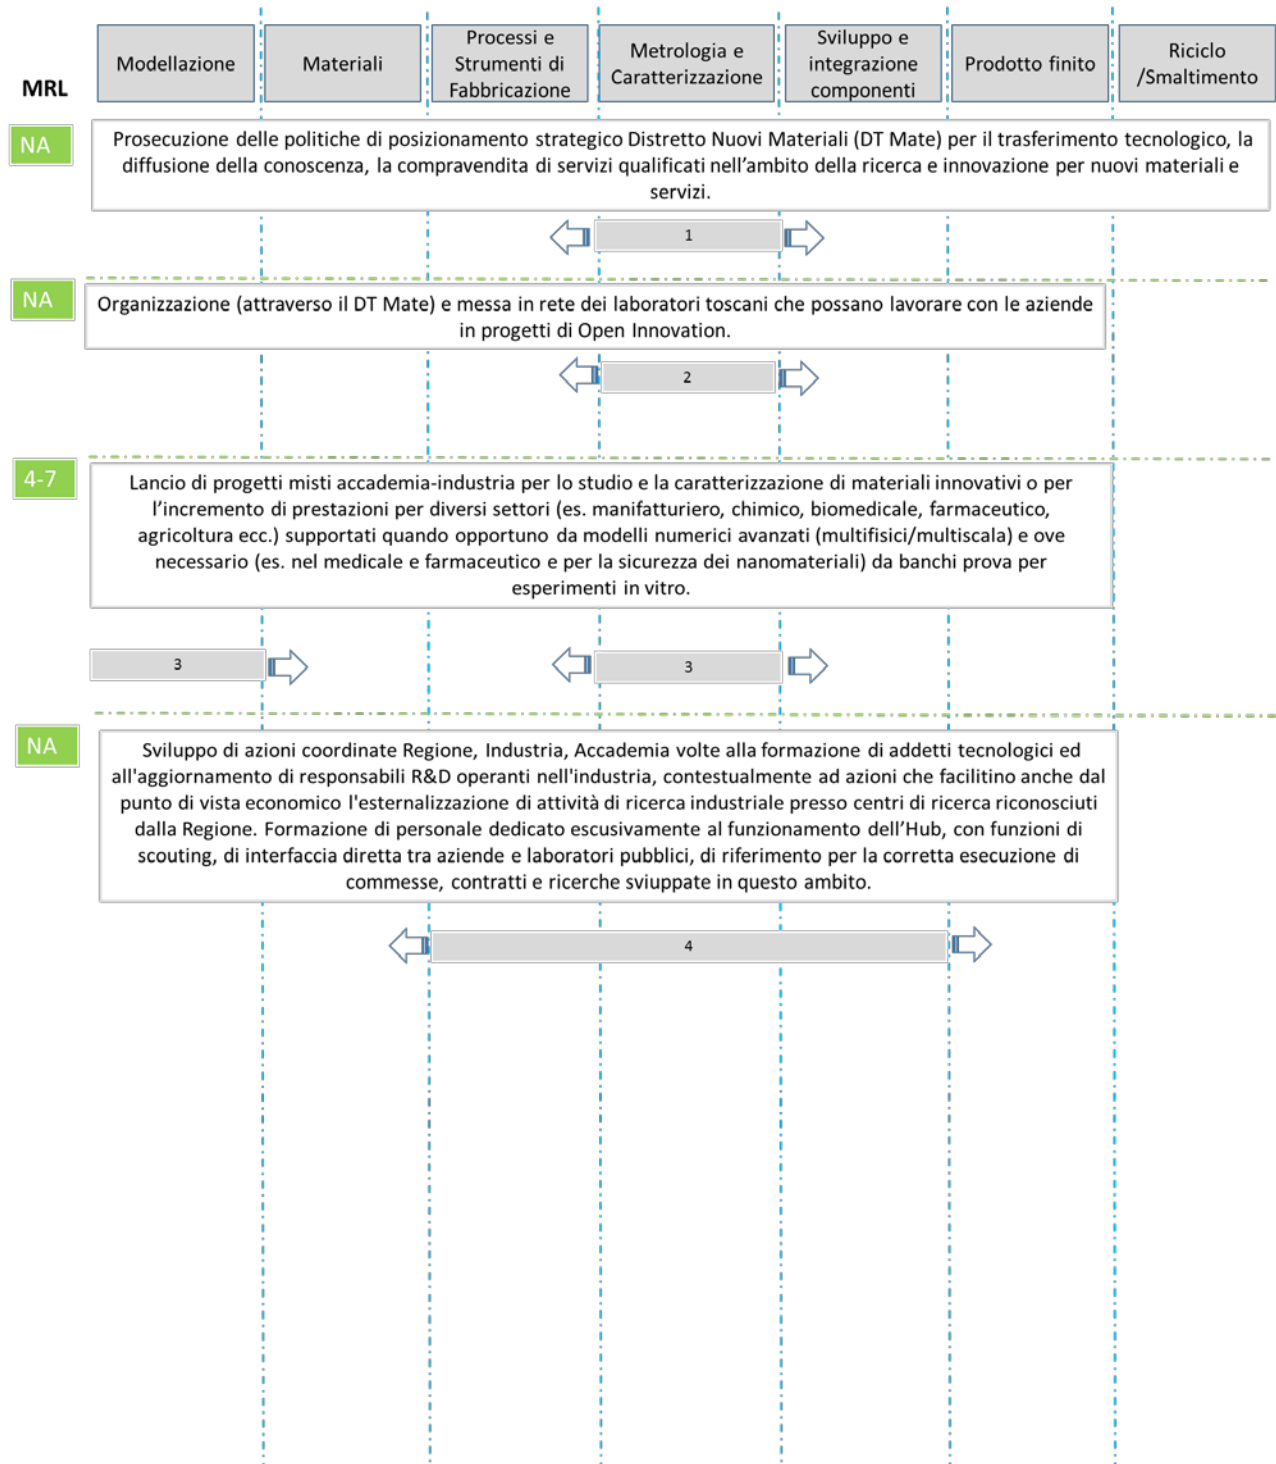 MRL
Modellazione
Materiali
Processi e
Strumenti di
Fabbricazione
Metrologia e
Caratterizzazione
Sviluppo e
integrazione
componenti
Prodotto finito
Riciclo
/Smaltimento
NA
Prosecuzione delle politiche di posizionamento strategico Distretto Nuovi Materiali (DT Mate) per il trasferimento tecnologico, la
diffusione della conoscenza, la compravendita di servizi qualificati nell'ambito della ricerca e innovazione per nuovi materiali e
servizi.
1
NA
Organizzazione (attraverso il DT Mate) e messa in rete dei laboratori toscani che possano lavorare con le aziende
in progetti di Open Innovation.
2
4-7
Lancio di progetti misti accademia-industria per lo studio e la caratterizzazione di materiali innovativi o per
l'incremento di prestazioni per diversi settori (es. manifatturiero, chimico, biomedicale, farmaceutico,
agricoltura ecc.) supportati quando opportuno da modelli numerici avanzati (multifisici/multiscala) e ove
necessario (es. nel medicale e farmaceutico e per la sicurezza dei nanomateriali) da banchi prova per
esperimenti in vitro.
3
3
NA
Sviluppo di azioni coordinate Regione, Industria, Accademia volte alla formazione di addetti tecnologici ed
all'aggiornamento di responsabili R&D operanti nell'industria, contestualmente ad azioni che facilitino anche dal
punto di vista economico l'esternalizzazione di attività di ricerca industriale presso centri di ricerca riconosciuti
dalla Regione. Formazione di personale dedicato escusivamente al funzionamento dell'Hub, con funzioni di
scouting, di interfaccia diretta tra aziende e laboratori pubblici, di riferimento per la corretta esecuzione di
commesse, contratti e ricerche sviuppate in questo ambito.
4